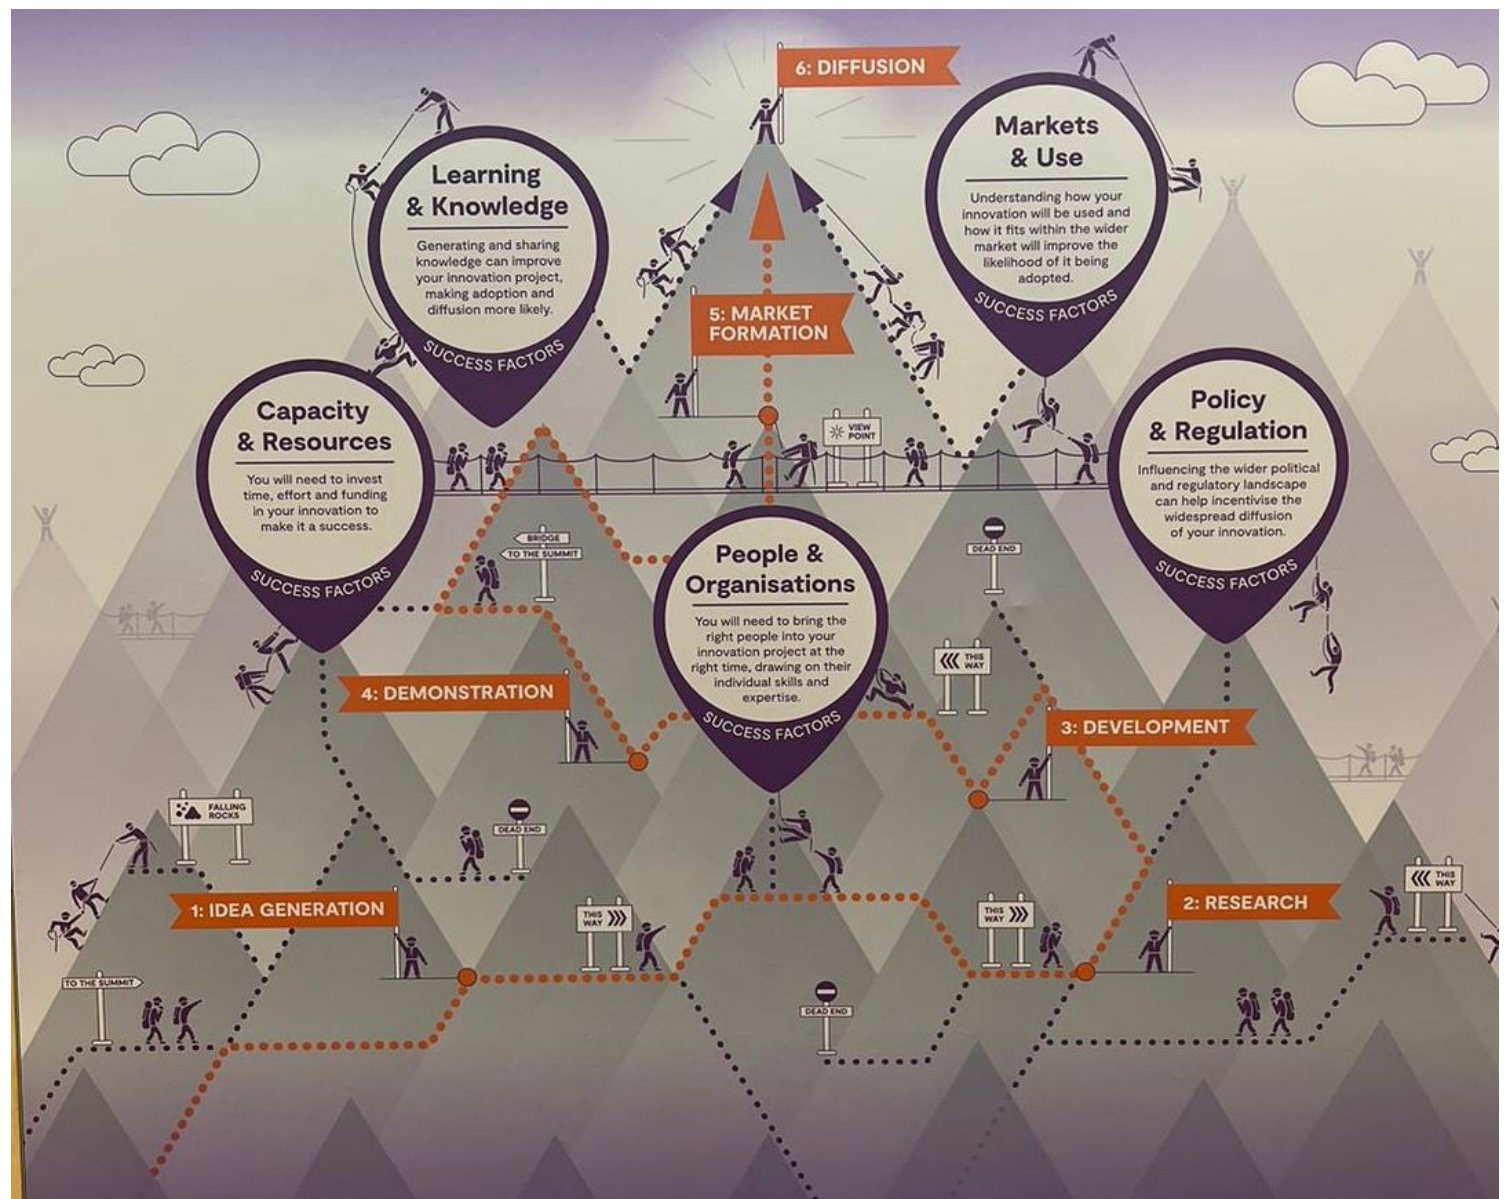 6: DIFFUSION
Markets
& Use
Understanding how your
innovation will be used and
how it fits within the wider
market will improve the
likelihood of it being
adopted.
SUCCESS FACTORS
Learning
& Knowledge
Generating and sharing
knowledge can improve
your innovation project,
making adoption and
diffusion more likely.
SUCCESS FACTORS
5: MARKET
FORMATION
VIEW
POINT
Capacity
& Resources
You will need to invest
time, effort and funding
in your innovation to
make it a success.
SUCCESS FACTORS
Policy
& Regulation
Influencing the wider political
and regulatory landscape
can help incentivise the
widespread diffusion
of your innovation.
SUCCESS FACTORS
BRIDGE
TO THE SUMMIT
DEAD END
People &
Organisations
You will need to bring the
right people into your
innovation project at the
right time, drawing on their
individual skills and
expertise.
SUCCESS FACTORS
THIS
WAY
4: DEMONSTRATION
3: DEVELOPMENT
FALLING
ROCKS
DEAD END
THIS
WAY
1: IDEA GENERATION
THIS
WAY
THIS
WAY
2: RESEARCH
TO THE SUMMIT
DEAD END